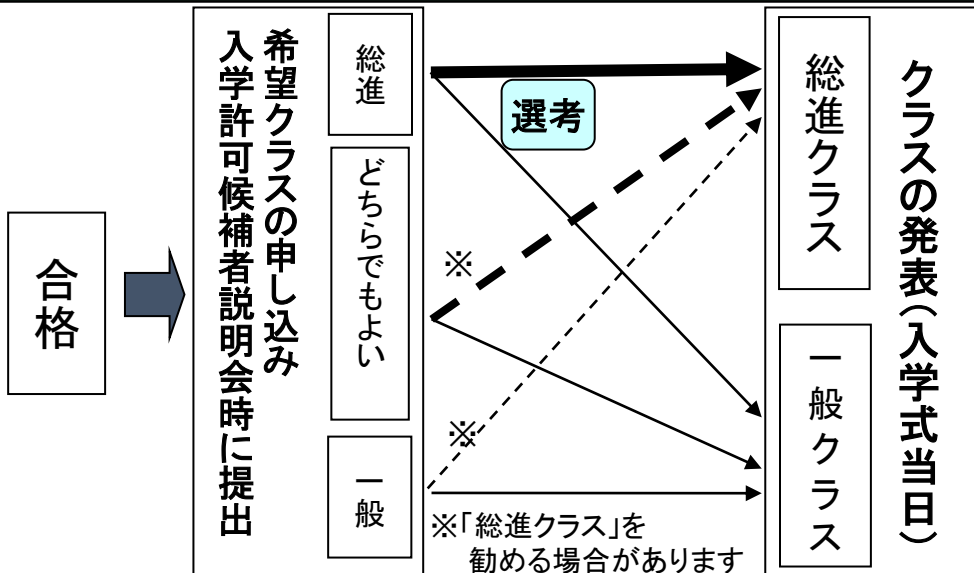 合格
希望クラスの申し込み
入学許可候補者説明会時に提出
総進
どちらでもよい
一般
選考
※
※
※「総進クラス」を
勧める場合があります
総進クラス
一般クラス
クラスの発表(入学式当日)